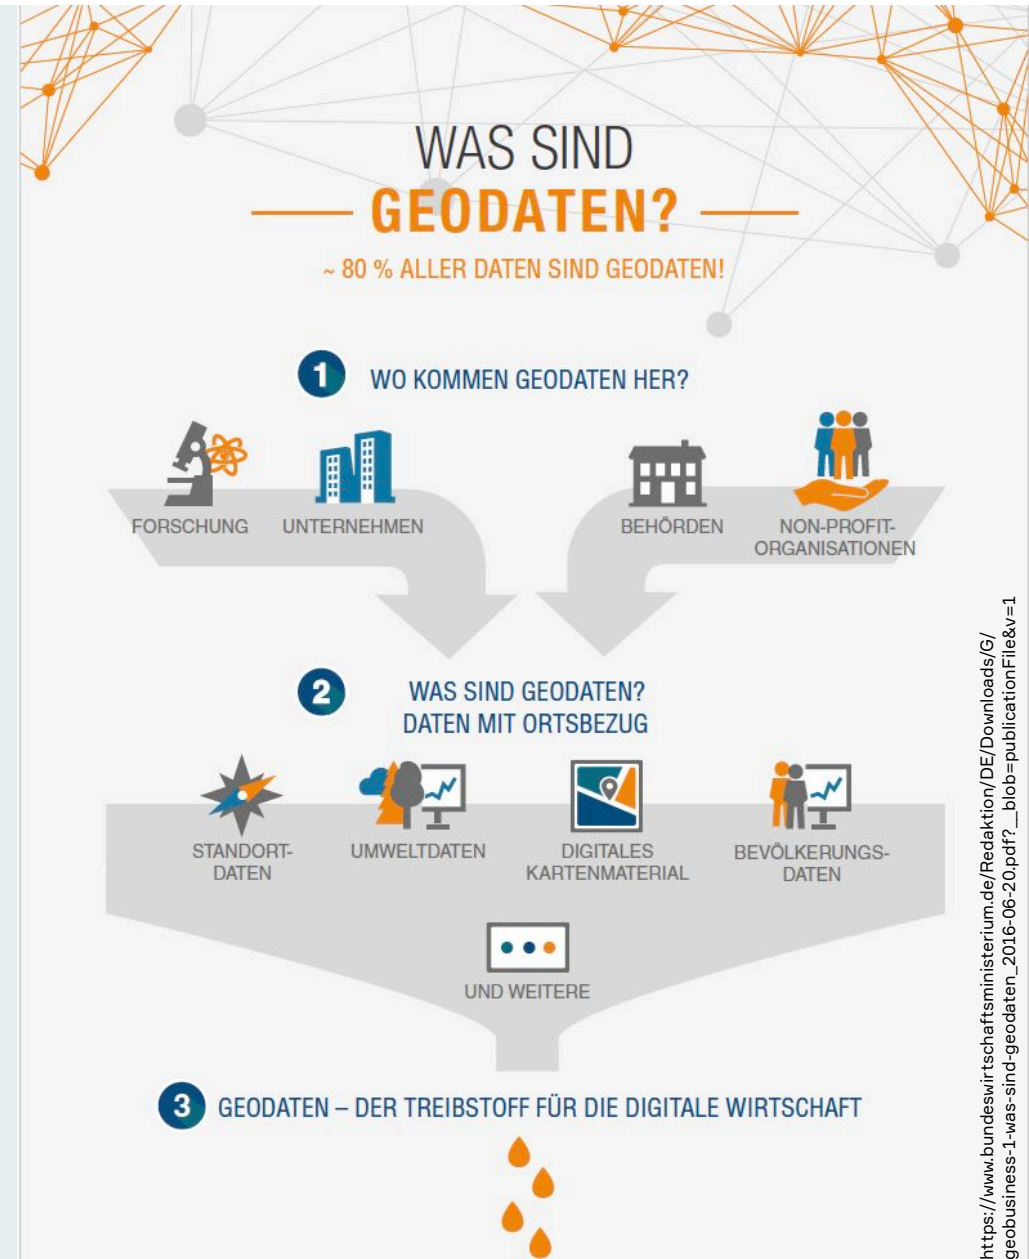 WAS SIND
GEODATEN?
~ 80 % ALLER DATEN SIND GEODATEN!
1 WO KOMMEN GEODATEN HER?
FORSCHUNG
UNTERNEHMEN
BEHÖRDEN
NON-PROFIT-
ORGANISATIONEN
2 WAS SIND GEODATEN?
DATEN MIT ORTSBEZUG
STANDORT-
DATEN
UMWELTDATEN
DIGITALES
KARTENMATERIAL
BEVÖLKERUNGS-
DATEN
UND WEITERE
3 GEODATEN – DER TREIBSTOFF FÜR DIE DIGITALE WIRTSCHAFT
https://www.bundeswirtschaftsministerium.de/Redaktion/DE/Downloads/G/
geobusiness-1-was-sind-geodaten_2016-06-20.pdf?__blob=publicationFile&v=1